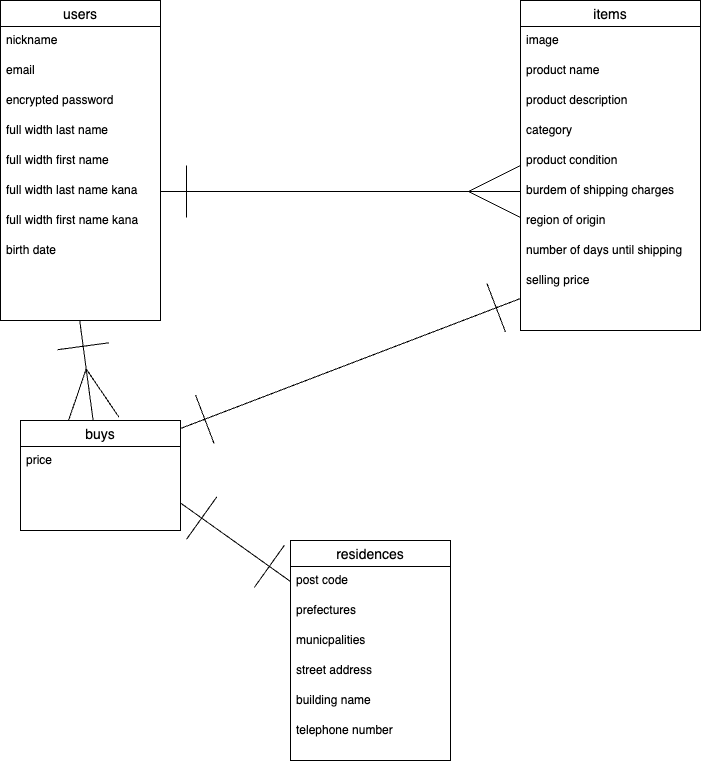 users
nickname
email
encrypted password
full width last name
full width first name
full width last name kana
full width first name kana
birth date
items
image
product name
product description
category
product condition
burdem of shipping charges
region of origin
number of days until shipping
selling price
buys
price
residences
post code
prefectures
municpalities
street address
building name
telephone number